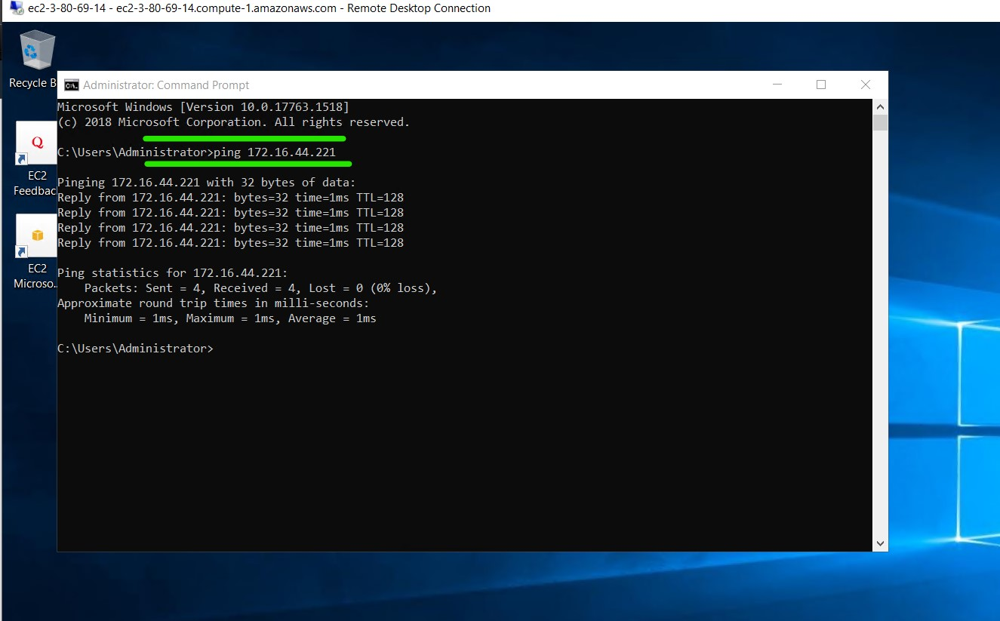 ec2-3-80-69-14 - ec2-3-80-69-14.compute-1.amazonaws.com - Remote Desktop Connection
Recycle B
Administrator: Command Prompt
Microsoft Windows [Version 10.0.17763.1518]
(c) 2018 Microsoft Corporation. All rights reserved.
C:\Users\Administrator>ping 172.16.44.221
Pinging 172.16.44.221 with 32 bytes of data:
Reply from 172.16.44.221: bytes=32 time=1ms TTL=128
Reply from 172.16.44.221: bytes=32 time=1ms TTL=128
Reply from 172.16.44.221: bytes=32 time=1ms TTL=128
Reply from 172.16.44.221: bytes=32 time=1ms TTL=128
Ping statistics for 172.16.44.221:
Packets: Sent = 4, Received = 4, Lost = 0 (0% loss),
Approximate round trip times in milli-seconds:
Minimum = 1ms, Maximum = 1ms, Average = 1ms
C:\Users\Administrator>
Q
EC2
Feedbac
EC2
Microso..